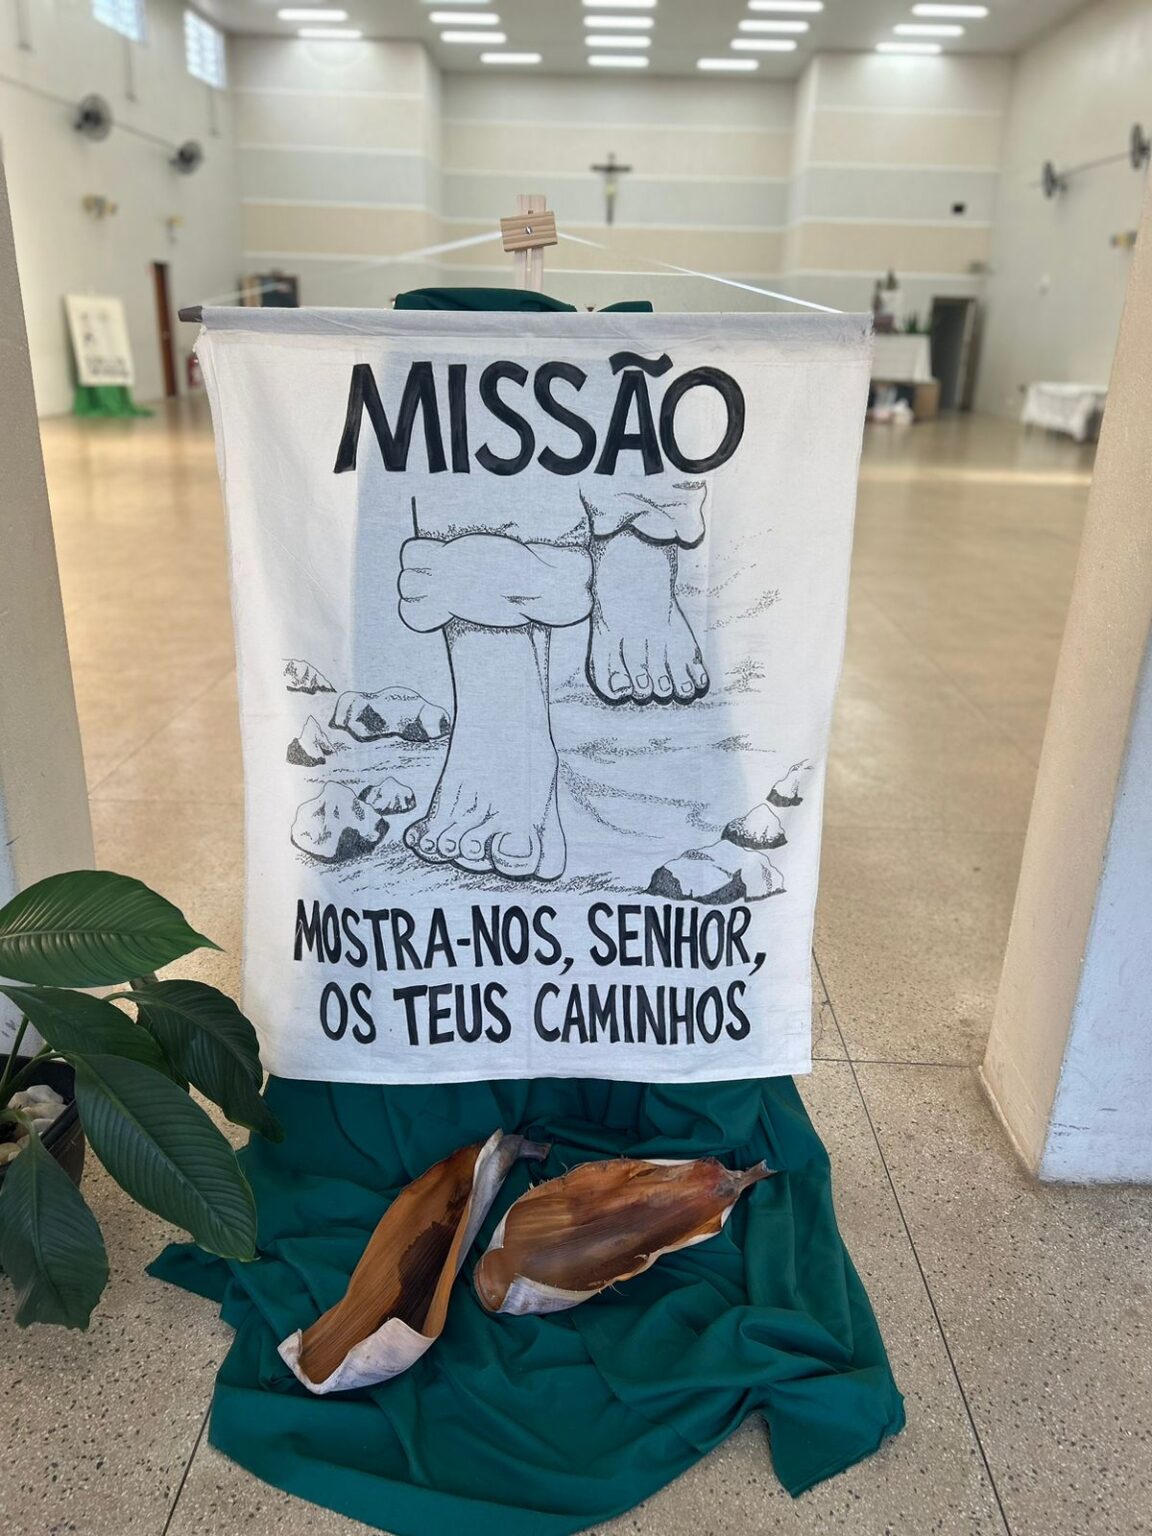 MISSÃO
MOSTRA-NOS, SENHOR,
OS TEUS CAMINHOS